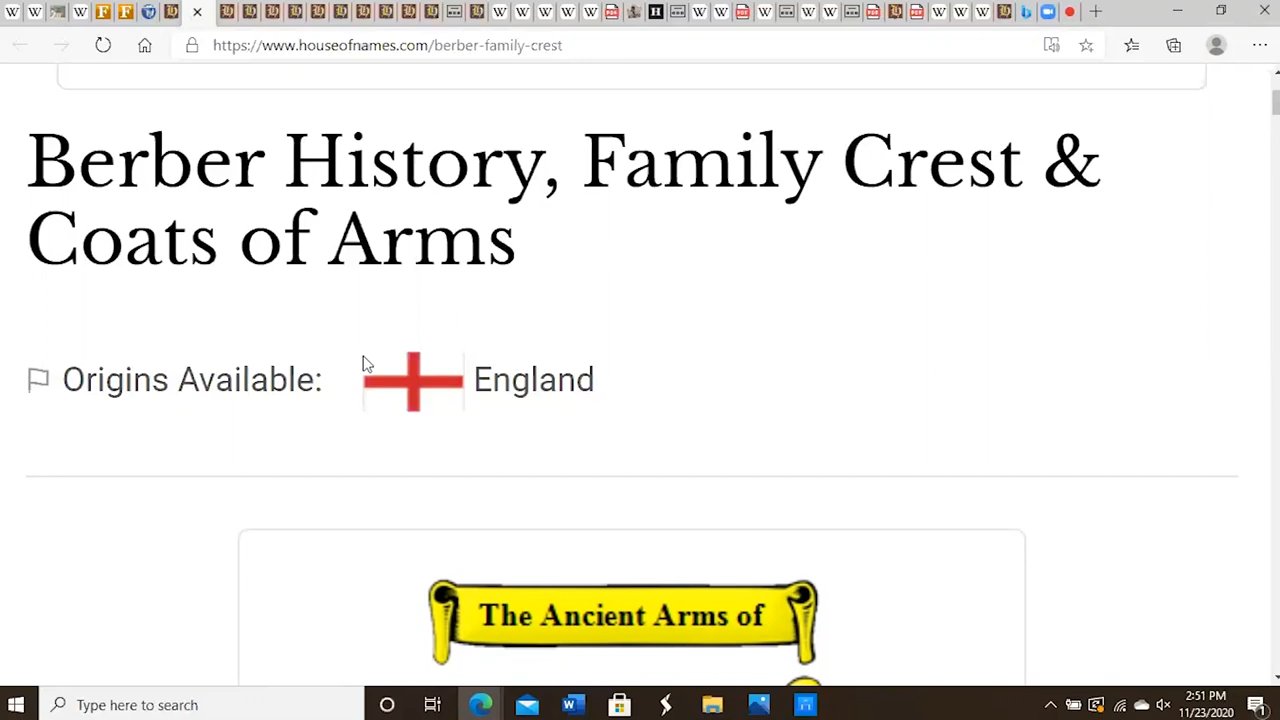 https://www.houseofnames.com/berber-family-crest
Berber History, Family Crest &
Coats of Arms
Origins Available: England
The Ancient Arms of
Type here to search
2:51 PM
11/23/2020